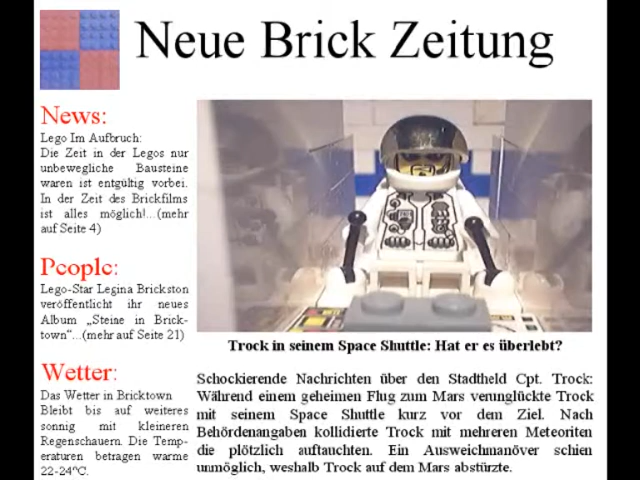 Neue Brick Zeitung
News:
Lego Im Aufbruch:
Die Zeit in der Legos nur
unbewegliche Bausteine
waren ist entgültig vorbei.
In der Zeit des Brickfilms
ist alles möglich!...(mehr
auf Seite 4)
People:
Lego-Star Legina Brickston
veröffentlicht ihr neues
Album „Steine in Brick-
town“...(mehr auf Seite 21)
Wetter:
Das Wetter in Bricktown
Bleibt bis auf weiteres
sonnig mit kleineren
Regenschauern. Die Temp-
eraturen betragen warme
22-24°C.
Trock in seinem Space Shuttle: Hat er es überlebt?
Schockierende Nachrichten über den Stadtheld Cpt. Trock:
Während einem geheimen Flug zum Mars verunglückte Trock
mit seinem Space Shuttle kurz vor dem Ziel. Nach
Behördenangaben kollidierte Trock mit mehreren Meteoriten
die plötzlich auftauchten. Ein Ausweichmanöver schien
unmöglich, weshalb Trock auf dem Mars abstürzte.